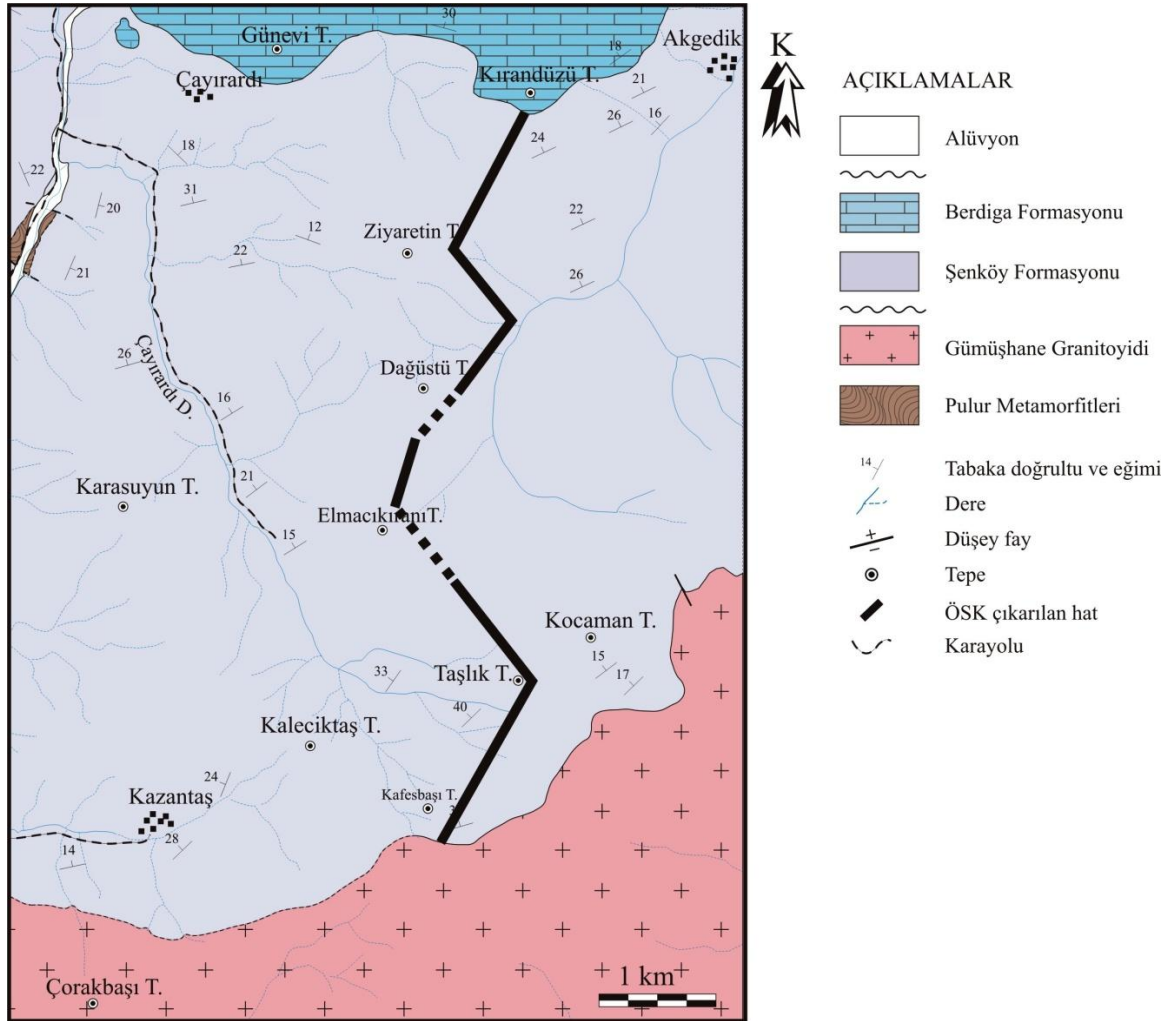 30
Günevi T.
Akgedik
18
Çayırardı
Kırandüzü T.
21
26
16
24
18
22
31
20
12
22
Ziyaretin T.
22
21
26
Dağüstü T.
26
Çayırardı D.
16
Karasuyun T.
21
Elmacıkıranı T.
15
Kocaman T.
15
17
33
Taşlık T.
40
Kaleciktaş T.
24
Kazantaş
Kafesbaşı T.
28
14
Çorakbaşı T.
1 km
K
AÇIKLAMALAR
Alüvyon
Berdiga Formasyonu
Şenköy Formasyonu
Gümüşhane Granitoyidi
Pulur Metamorfitleri
14
Tabaka doğrultu ve eğimi
Dere
Düşey fay
Tepe
ÖSK çıkarılan hat
Karayolu